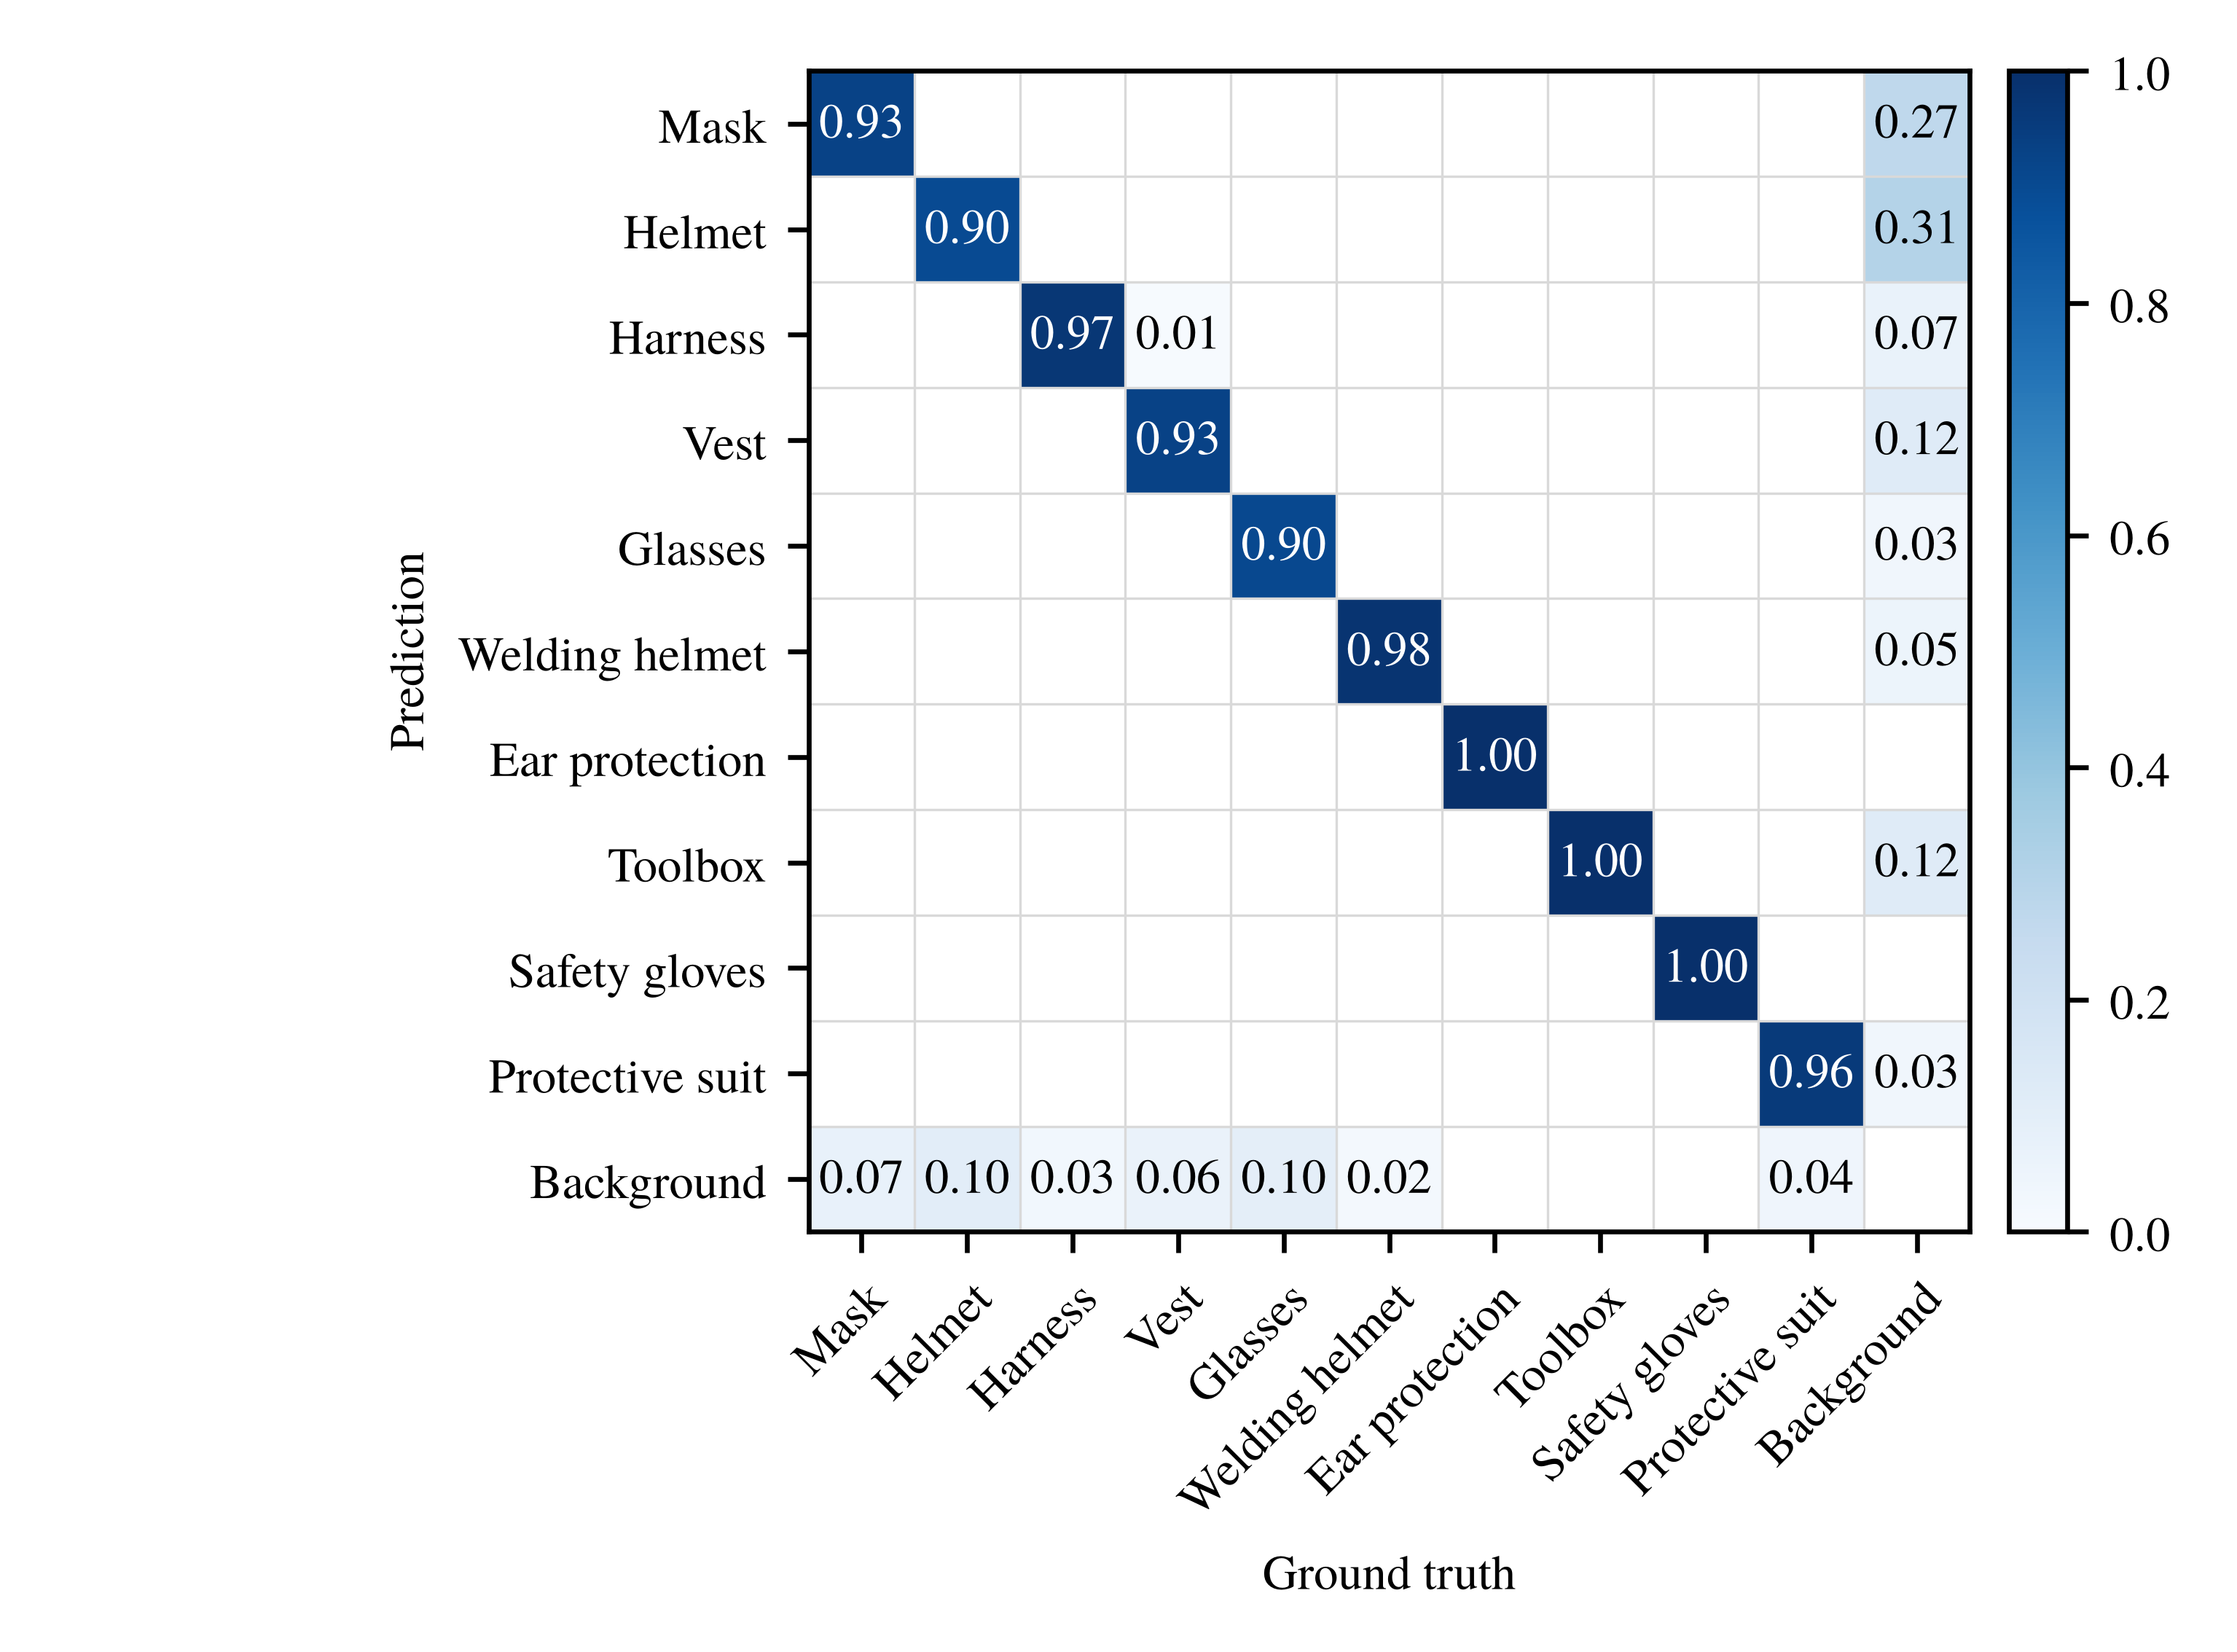 Mask 0.93 0.27
Helmet 0.90 0.31
Harness 0.97 0.01 0.07
Vest 0.93 0.12
Glasses 0.90 0.03
Welding helmet 0.98 0.05
Ear protection 1.00
Toolbox 1.00 0.12
Safety gloves 1.00
Protective suit 0.96 0.03
Background 0.07 0.10 0.03 0.06 0.10 0.02 0.04
Prediction
Mask
Helmet
Harness
Vest
Glasses
Welding helmet
Ear protection
Toolbox
Safety gloves
Protective suit
Background
Ground truth
1.0
0.8
0.6
0.4
0.2
0.0